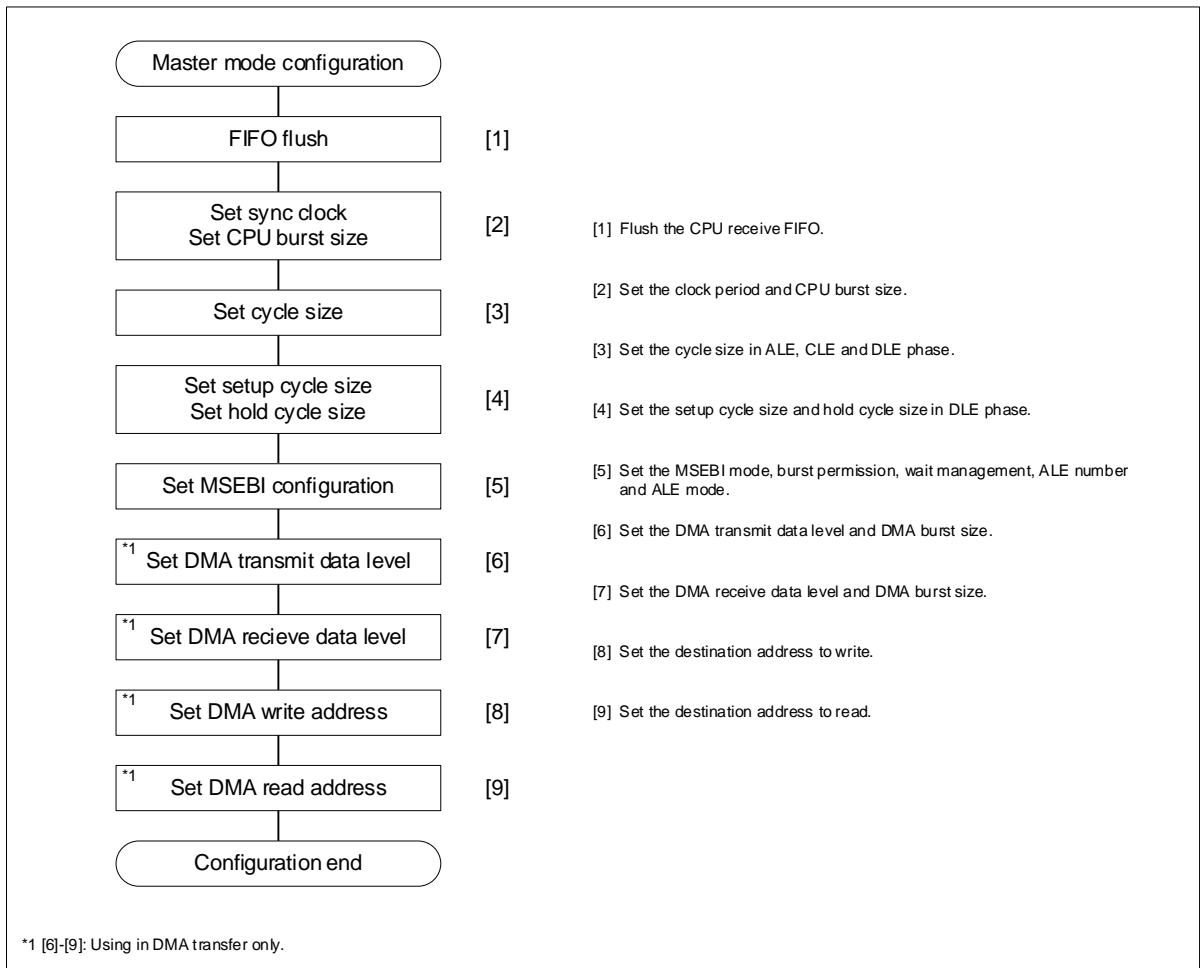 Master mode configuration
FIFO flush
[1]
Set sync clock
Set CPU burst size
[2]
Set cycle size
[3]
Set setup cycle size
Set hold cycle size
[4]
Set MSEBI configuration
[5]
*1 Set DMA transmit data level
[6]
*1 Set DMA recieve data level
[7]
*1 Set DMA write address
[8]
*1 Set DMA read address
[9]
Configuration end
[1] Flush the CPU receive FIFO.
[2] Set the clock period and CPU burst size.
[3] Set the cycle size in ALE, CLE and DLE phase.
[4] Set the setup cycle size and hold cycle size in DLE phase.
[5] Set the MSEBI mode, burst permission, wait management, ALE number
and ALE mode.
[6] Set the DMA transmit data level and DMA burst size.
[7] Set the DMA receive data level and DMA burst size.
[8] Set the destination address to write.
[9] Set the destination address to read.
*1 [6]-[9]: Using in DMA transfer only.